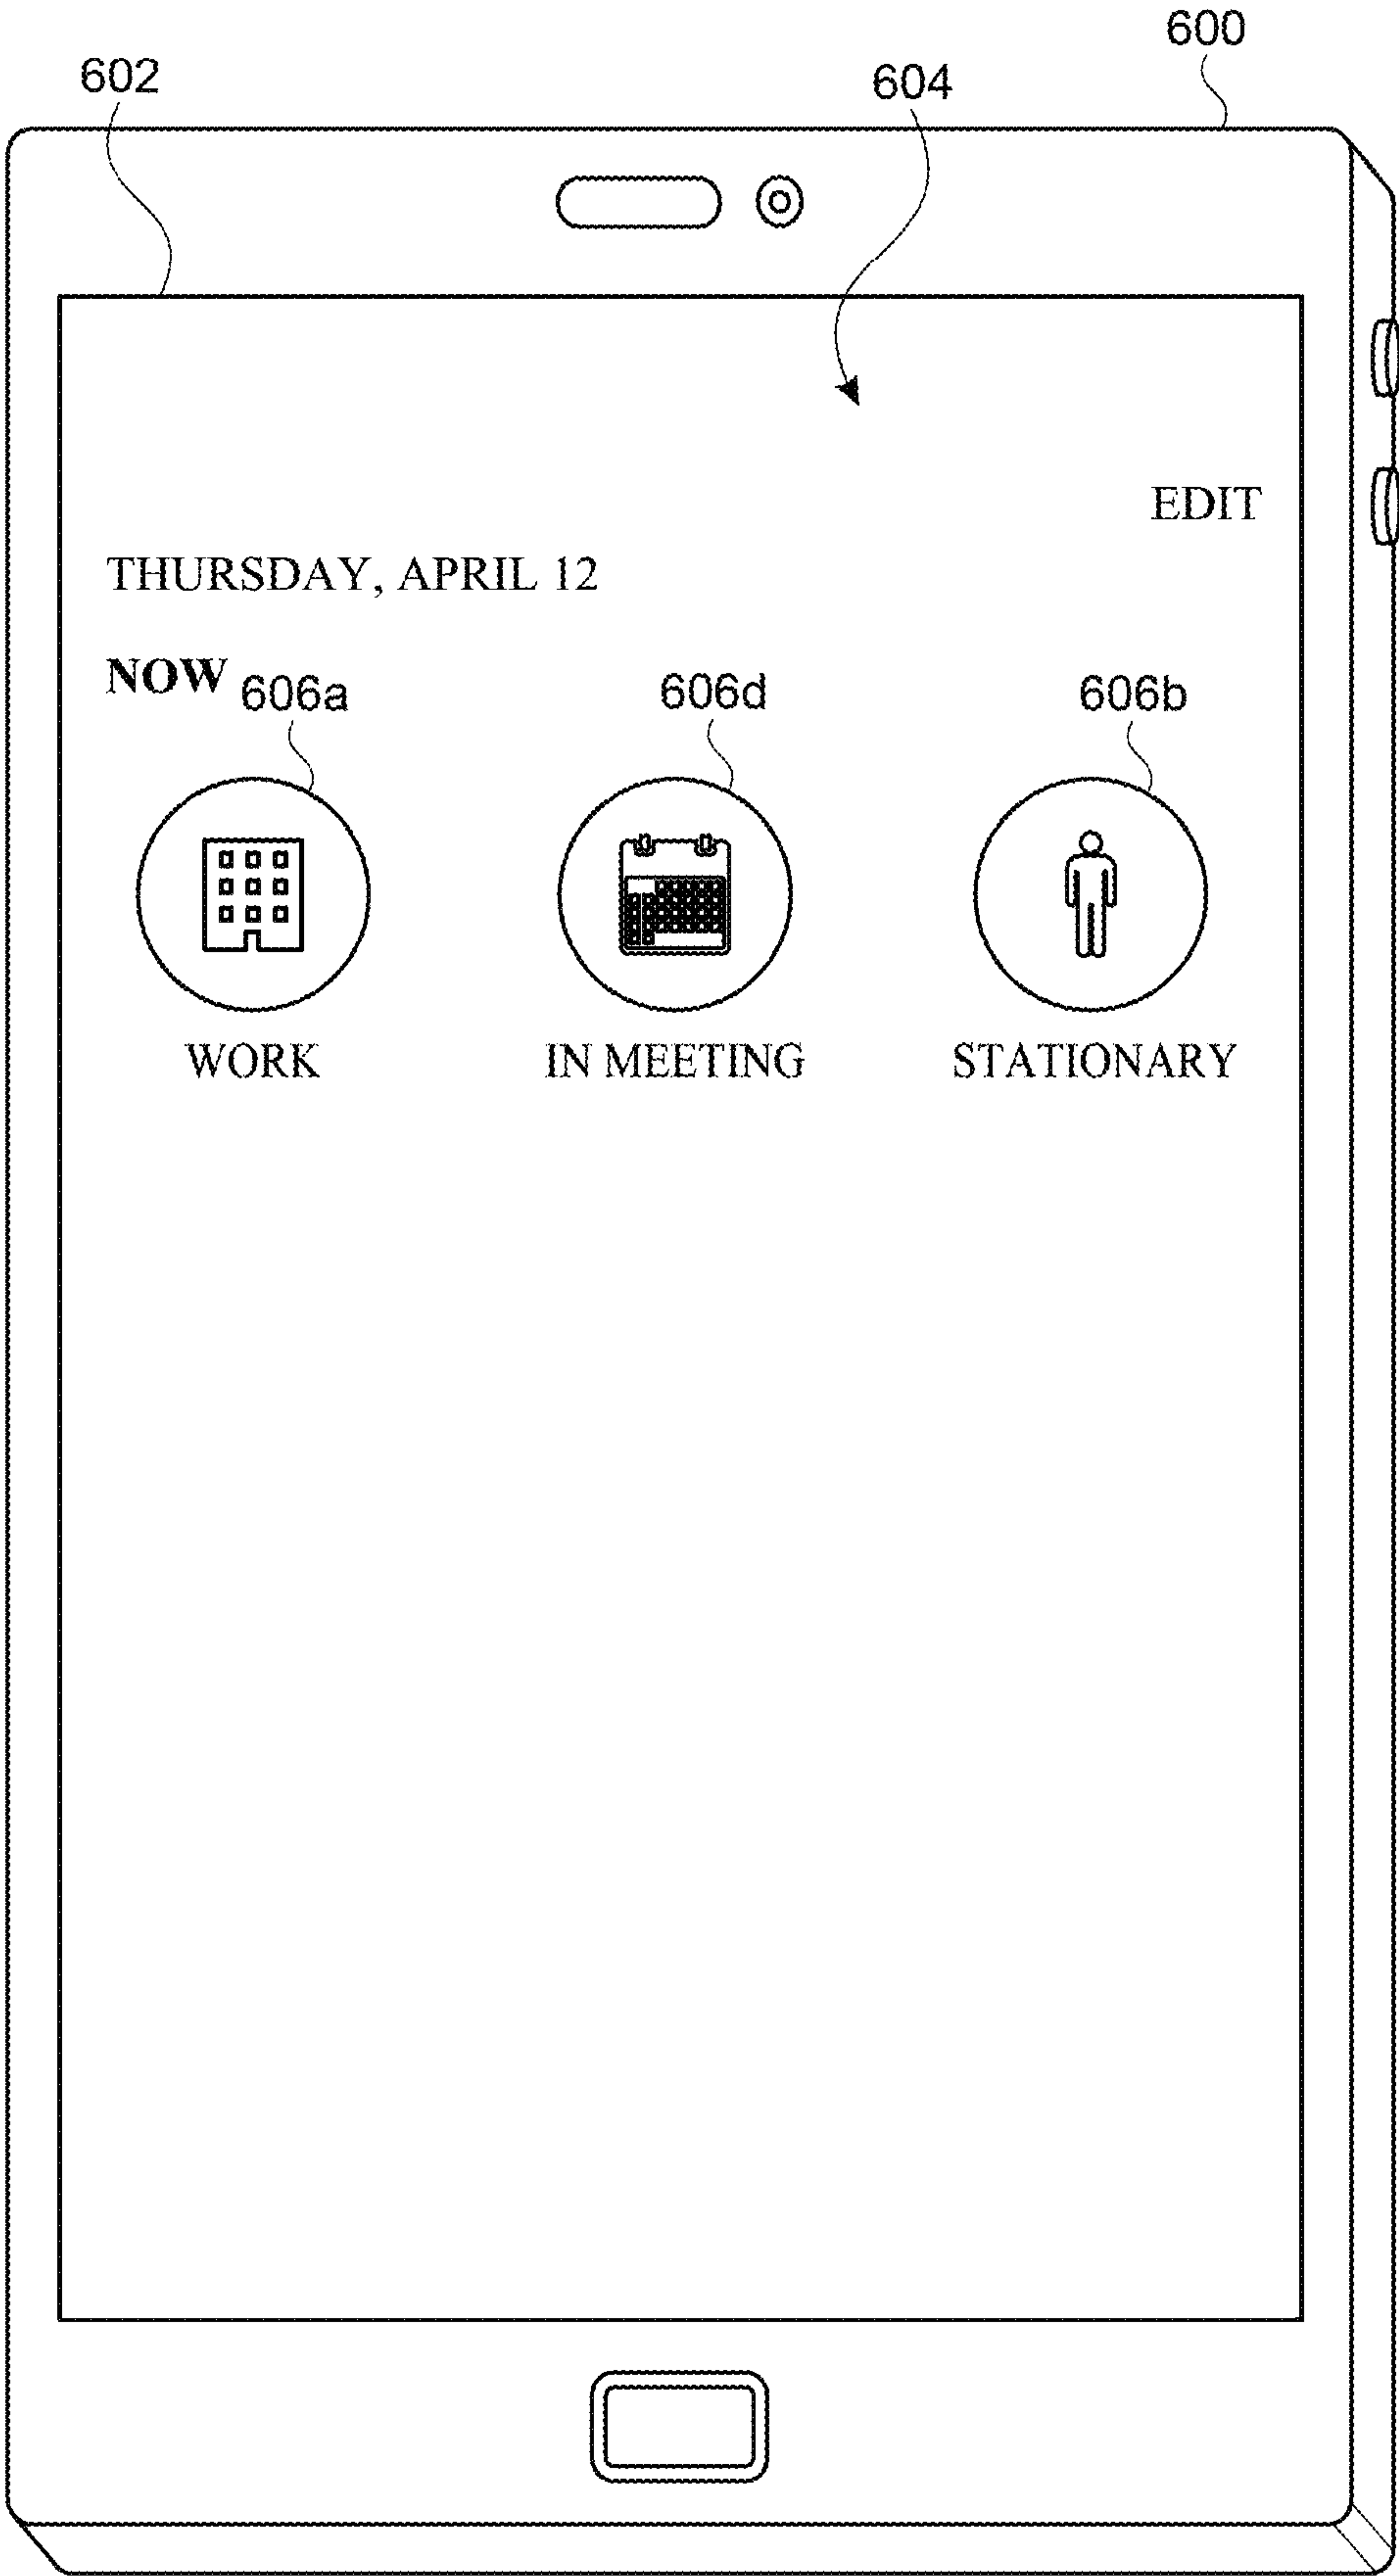 600
602
604
EDIT
THURSDAY, APRIL 12
NOW
606a
606d
606b
WORK
IN MEETING
STATIONARY